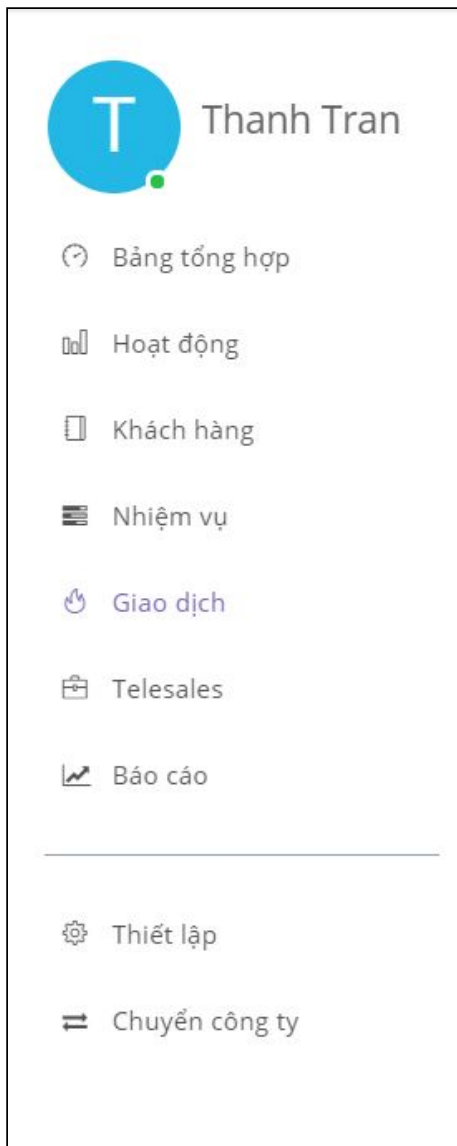 T
Thanh Tran
Bảng tổng hợp
Hoạt động
Khách hàng
Nhiệm vụ
Giao dịch
Telesales
Báo cáo
Thiết lập
Chuyển công ty